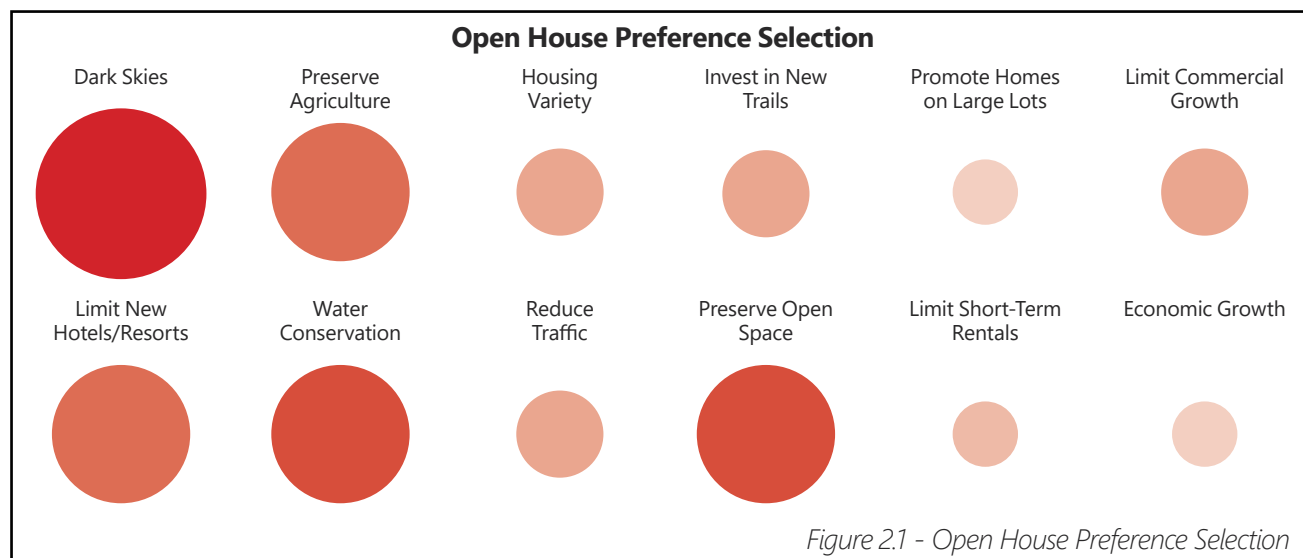 Open House Preference Selection
Dark Skies
Preserve
Agriculture
Housing
Variety
Invest in New
Trails
Promote Homes
on Large Lots
Limit Commercial
Growth
Limit New
Hotels/Resorts
Water
Conservation
Reduce
Traffic
Preserve Open
Space
Limit Short-Term
Rentals
Economic Growth
Figure 2.1 - Open House Preference Selection